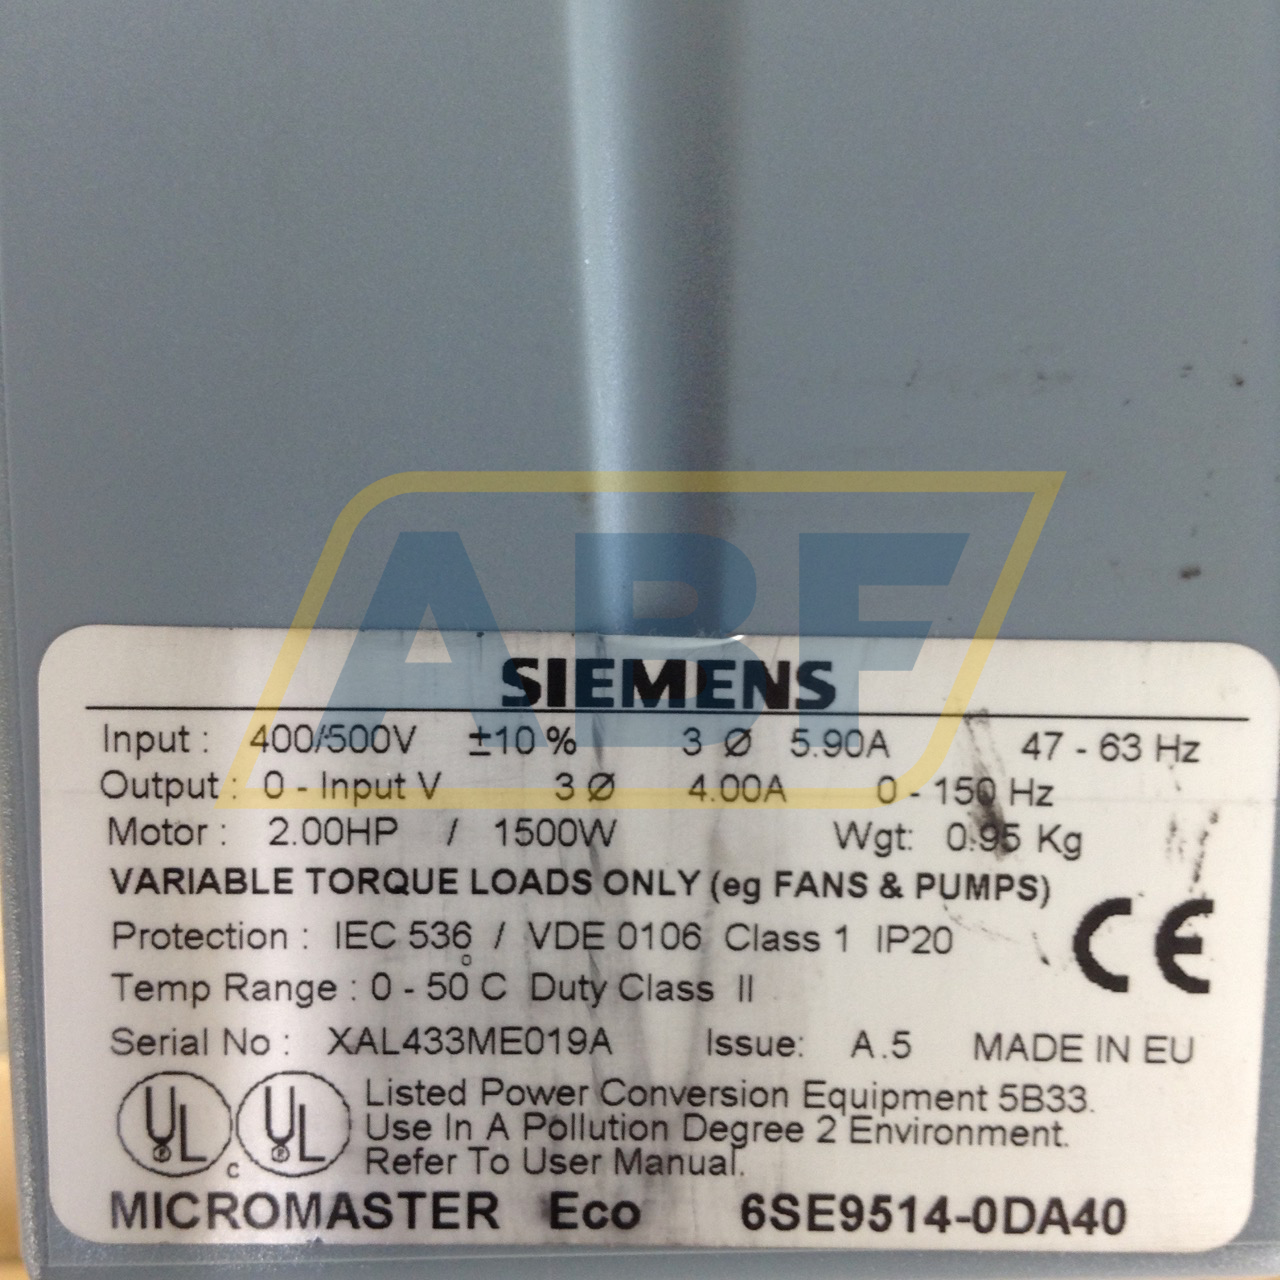 ABF
SIEMENS
Input : 400/500V ±10 % 3 Ø 5.90A 47 - 63 Hz
Output : 0 - Input V 3 Ø 4.00A 0 - 150 Hz
Motor : 2.00HP / 1500W Wgt: 0.95 Kg
VARIABLE TORQUE LOADS ONLY (eg FANS & PUMPS)
Protection : IEC 536 / VDE 0106 Class 1 IP20
Temp Range : 0 - 50°C Duty Class II
Serial No : XAL433ME019A Issue: A.5 MADE IN EU
CE
UL c UL
Listed Power Conversion Equipment 5B33.
Use In A Pollution Degree 2 Environment.
Refer To User Manual.
MICROMASTER Eco 6SE9514-0DA40